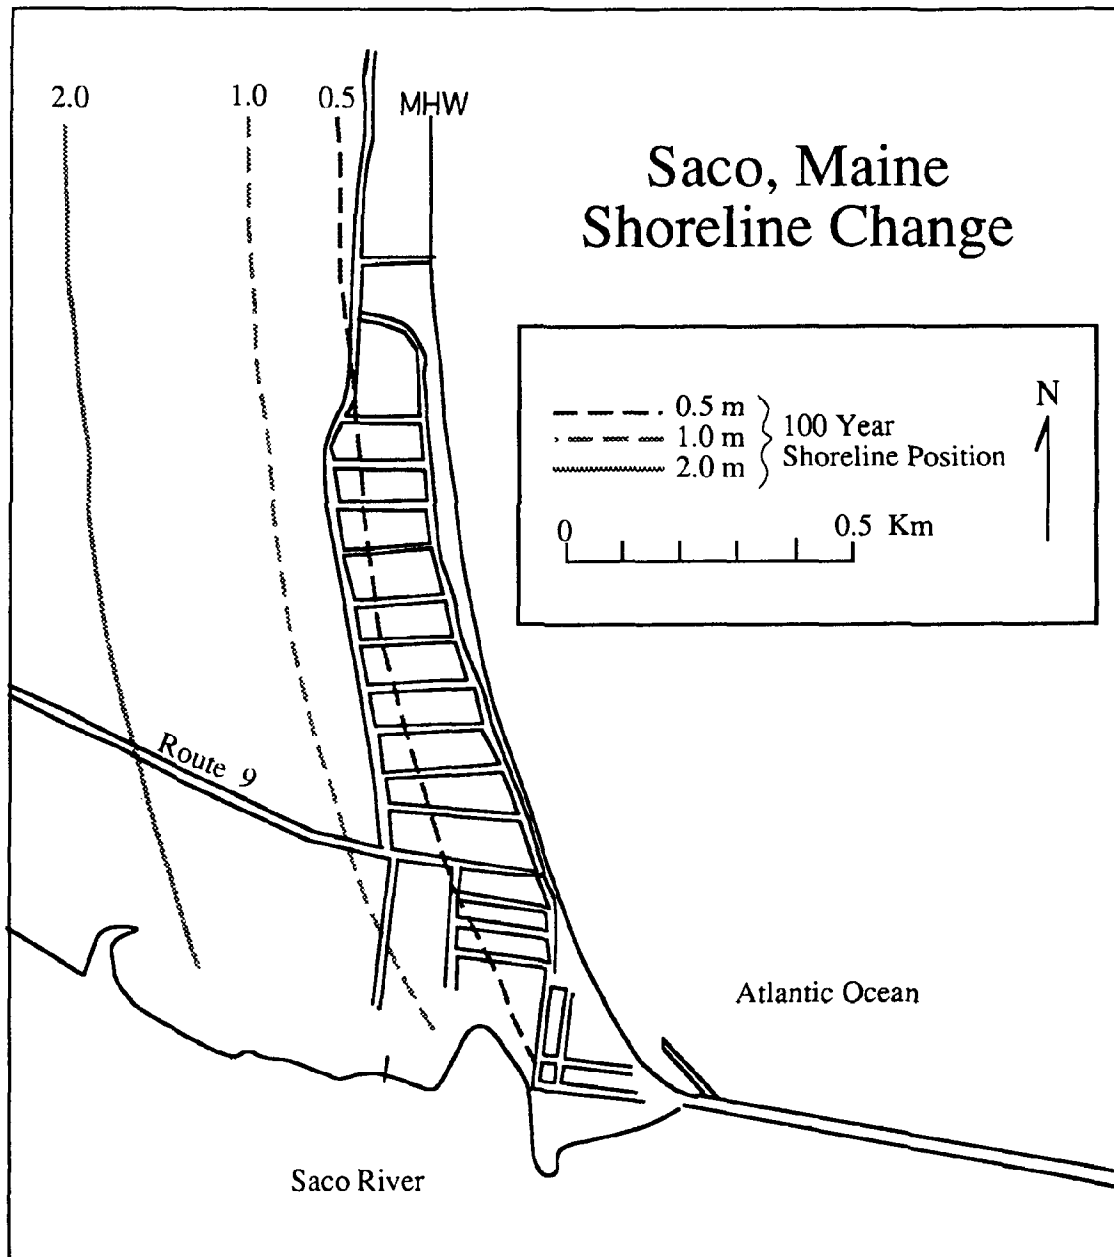 2.0 1.0 0.5 MHW
Saco, Maine
Shoreline Change
0.5 m
1.0 m
2.0 m
100 Year
Shoreline Position
N
0 0.5 Km
Route 9
Atlantic Ocean
Saco River